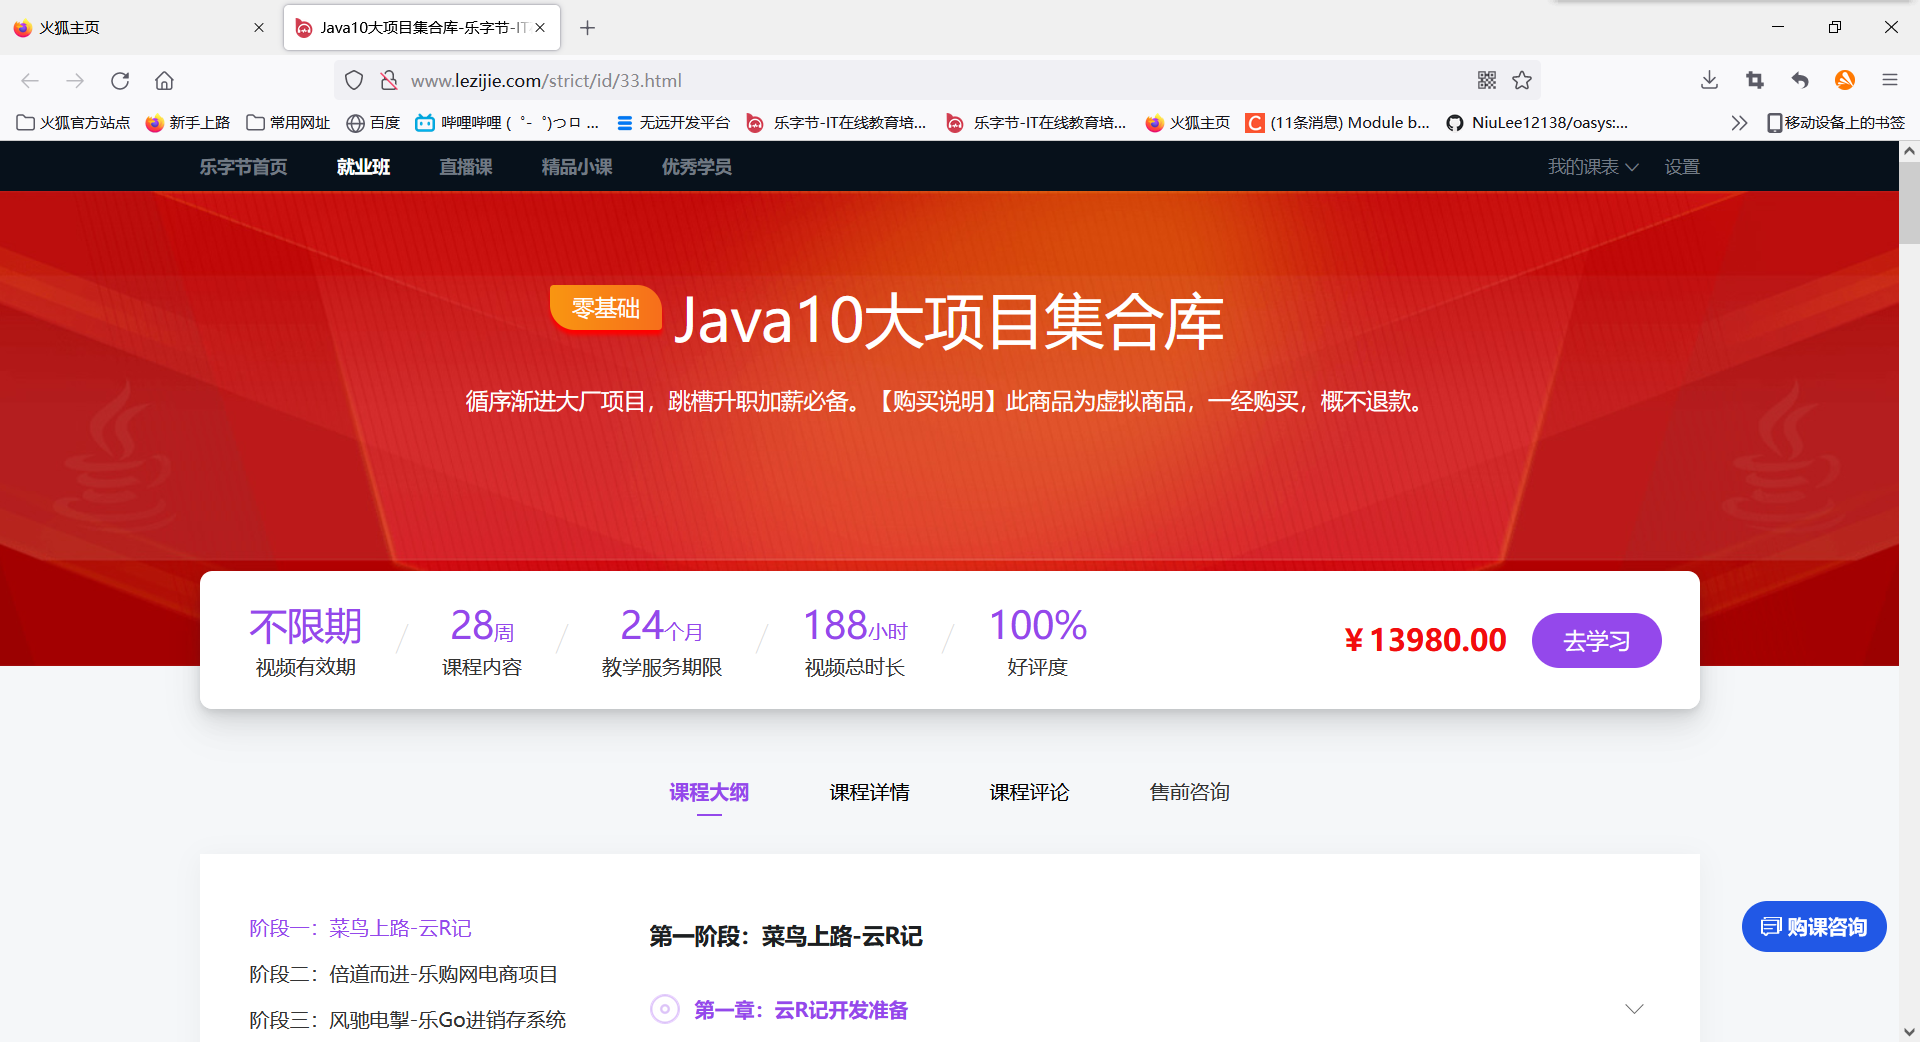 火狐主页
Java10大项目集合库-乐字节-IT
www.lezijie.com/strict/id/33.html
火狐官方站点 新手上路 常用网址 百度 哔哩哔哩 (゜-゜)つロ ... 无远开发平台 乐字节-IT在线教育培... 乐字节-IT在线教育培... 火狐主页 (11条消息) Module b... NiuLee12138/oasys:... 移动设备上的书签
乐字节首页 就业班 直播课 精品小课 优秀学员 我的课表 设置
零基础 Java10大项目集合库
循序渐进大厂项目，跳槽升职加薪必备。【购买说明】此商品为虚拟商品，一经购买，概不退款。
不限期 28周 24个月 188小时 100%
视频有效期 课程内容 教学服务期限 视频总时长 好评度
￥13980.00 去学习
课程大纲 课程详情 课程评论 售前咨询
阶段一：菜鸟上路-云R记
阶段二：倍道而进-乐购网电商项目
阶段三：风驰电掣-乐Go进销存系统
第一阶段：菜鸟上路-云R记
第一章：云R记开发准备
购课咨询